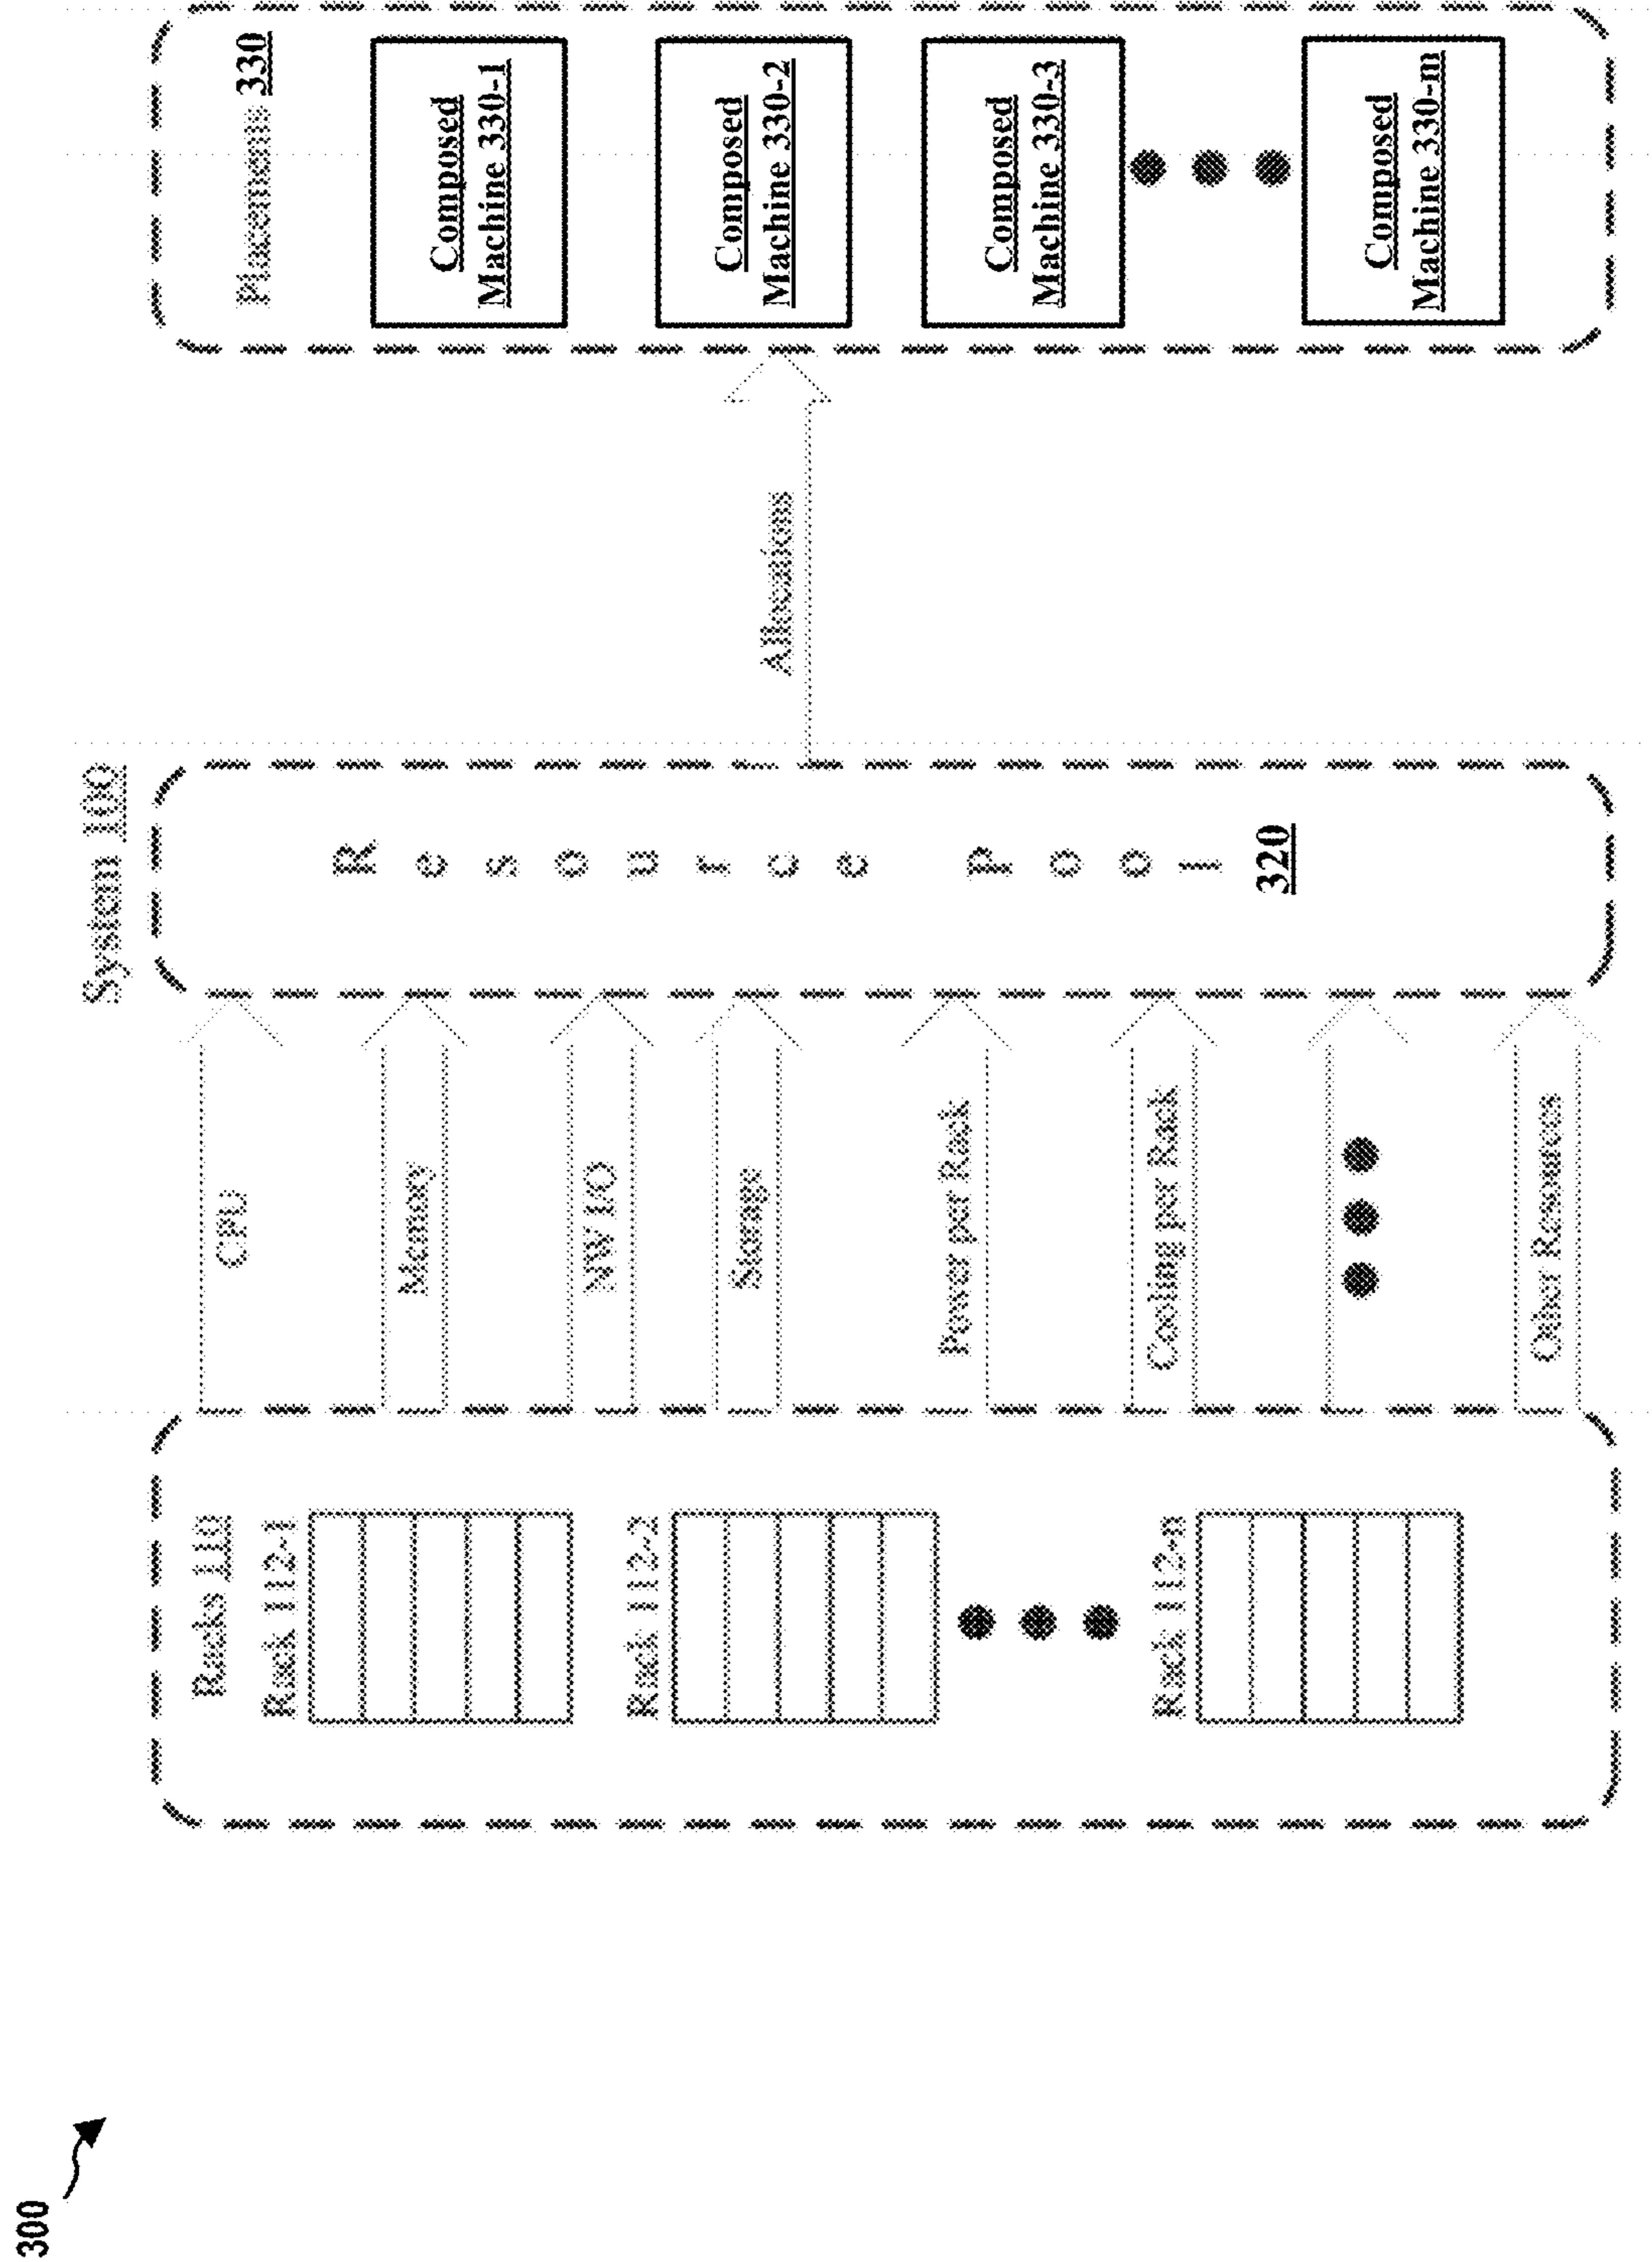 300
System 100
Racks 110
Rack 112-1
Rack 112-2
Rack 112-n
CPU
Memory
NW I/O
Storage
Power per Rack
Cooling per Rack
Other Resources
Resource Pool
320
Allocations
Placements 330
Composed
Machine 330-1
Composed
Machine 330-2
Composed
Machine 330-3
Composed
Machine 330-m